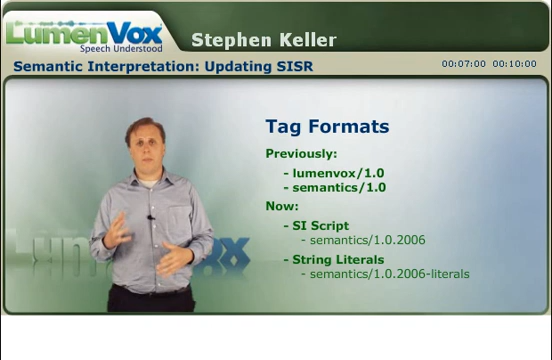 LumenVox
Speech Understood
Stephen Keller
Semantic Interpretation: Updating SISR
00:07:00 00:10:00
Tag Formats
Previously:
- lumenvox/1.0
- semantics/1.0
Now:
- SI Script
- semantics/1.0.2006
- String Literals
- semantics/1.0.2006-literals